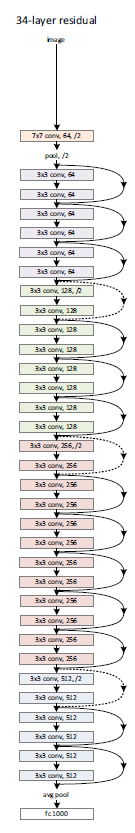 34-layer residual
image
7x7 conv, 64, /2
pool, /2
3x3 conv, 64
3x3 conv, 64
3x3 conv, 64
3x3 conv, 64
3x3 conv, 64
3x3 conv, 64
3x3 conv, 128, /2
3x3 conv, 128
3x3 conv, 128
3x3 conv, 128
3x3 conv, 128
3x3 conv, 128
3x3 conv, 128
3x3 conv, 128
3x3 conv, 256, /2
3x3 conv, 256
3x3 conv, 256
3x3 conv, 256
3x3 conv, 256
3x3 conv, 256
3x3 conv, 256
3x3 conv, 256
3x3 conv, 256
3x3 conv, 256
3x3 conv, 256
3x3 conv, 256
3x3 conv, 512, /2
3x3 conv, 512
3x3 conv, 512
3x3 conv, 512
3x3 conv, 512
3x3 conv, 512
avg pool
fc1000